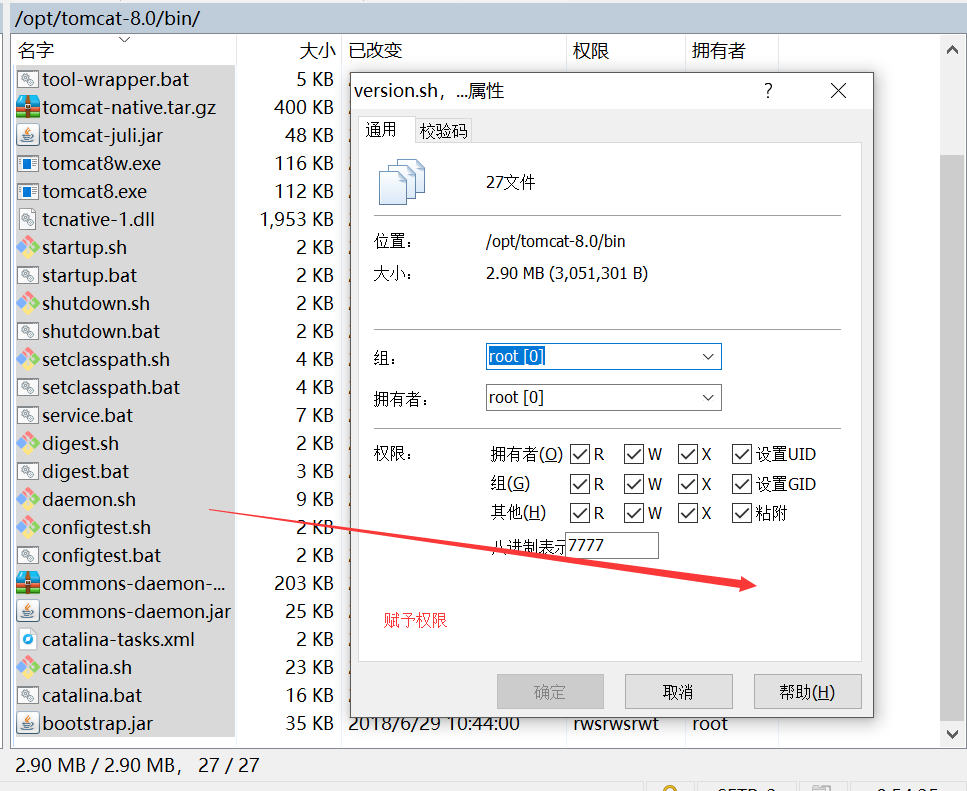 /opt/tomcat-8.0/bin/
名字 大小 已改变 权限 拥有者
tool-wrapper.bat 5 KB
tomcat-native.tar.gz 400 KB
tomcat-juli.jar 48 KB
tomcat8w.exe 116 KB
tomcat8.exe 112 KB
tcnative-1.dll 1,953 KB
startup.sh 2 KB
startup.bat 2 KB
shutdown.sh 2 KB
shutdown.bat 2 KB
setclasspath.sh 4 KB
setclasspath.bat 4 KB
service.bat 7 KB
digest.sh 2 KB
digest.bat 3 KB
daemon.sh 9 KB
configtest.sh 2 KB
configtest.bat 2 KB
commons-daemon-... 203 KB
commons-daemon.jar 25 KB
catalina-tasks.xml 2 KB
catalina.sh 23 KB
catalina.bat 16 KB
bootstrap.jar 35 KB 2018/6/29 10:44:00 rwsrwsrwt root
version.sh，...属性 ?
通用 校验码
27文件
位置： /opt/tomcat-8.0/bin
大小： 2.90 MB (3,051,301 B)
组： root [0]
拥有者： root [0]
权限： 拥有者(O) R W X 设置UID
组(G) R W X 设置GID
其他(H) R W X 粘附
八进制表示 7777
赋予权限
确定 取消 帮助(H)
2.90 MB / 2.90 MB， 27 / 27